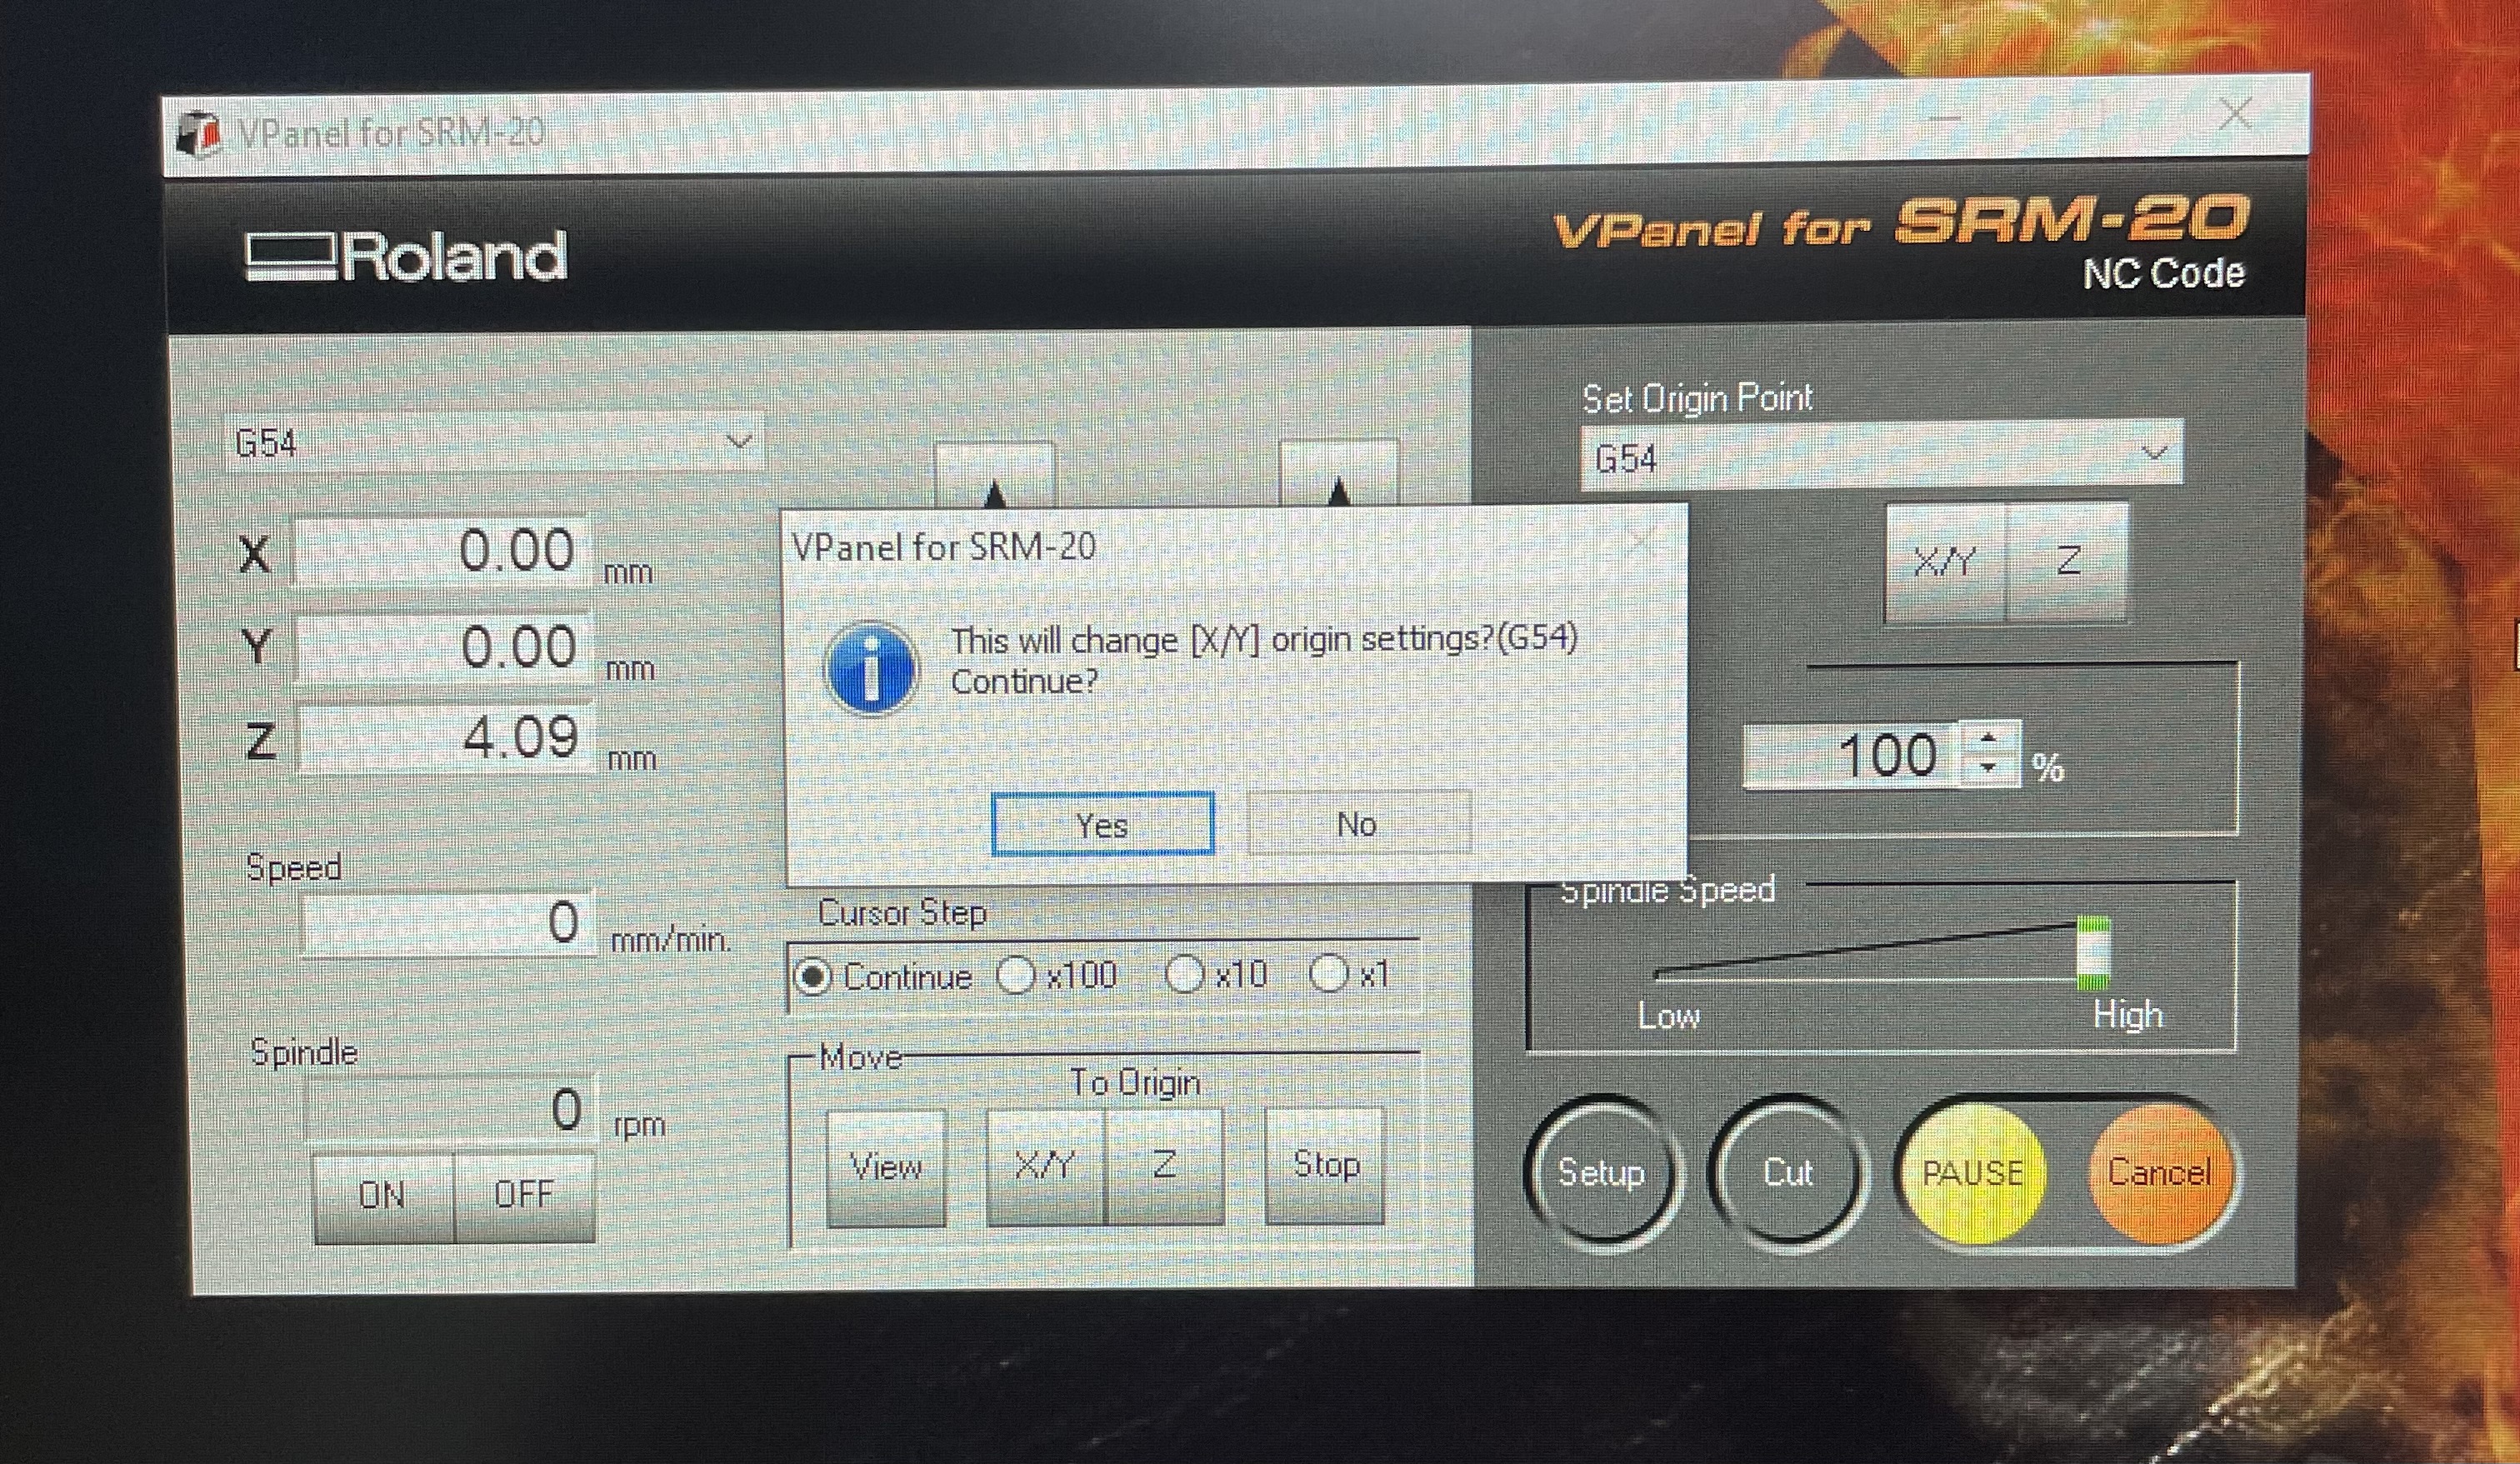 VPanel for SRM-20
Roland
VPanel for SRM-20
NC Code
G54
X 0.00 mm
Y 0.00 mm
Z 4.09 mm
Speed
0 mm/min.
Spindle
0 rpm
ON OFF
VPanel for SRM-20
This will change [X/Y] origin settings?(G54)
Continue?
Yes No
Cursor Step
Continue x100 x10 x1
Move
To Origin
View X/Y Z Stop
Set Origin Point
G54
X/Y Z
100 %
Spindle Speed
Low High
Setup Cut PAUSE Cancel